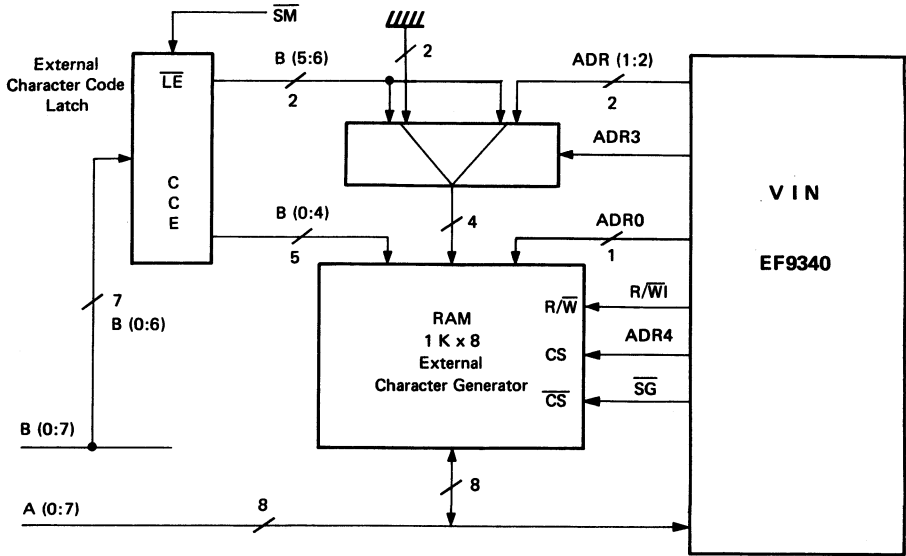 SM
External
Character Code
Latch
LE
B (5:6)
2
2
ADR (1:2)
2
ADR3
C
C
E
B (0:4)
5
4
ADR0
1
VIN
EF9340
7
B (0:6)
RAM
1 K x 8
External
Character Generator
R/W
CS
CS
R/WI
ADR4
SG
B (0:7)
A (0:7)
8
8